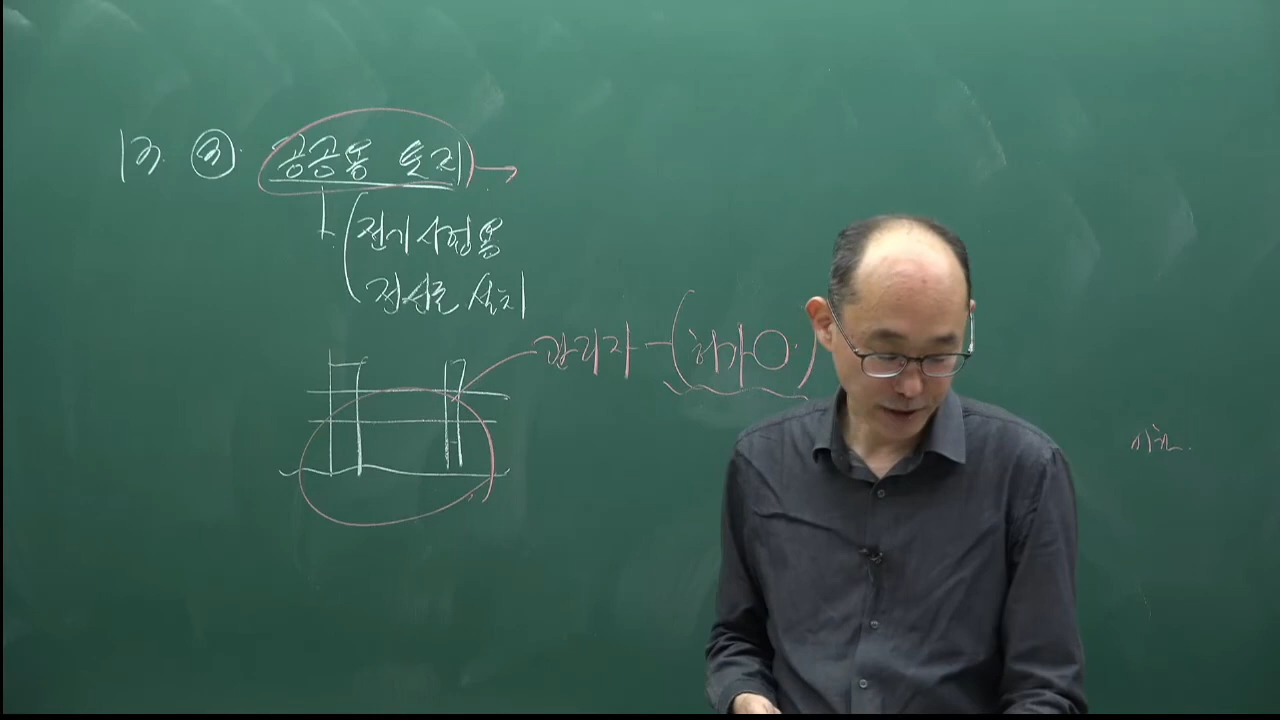 13. ③ 공공용 토지 →
전기사업용
전선로 설치
관리자 - (허가○.)